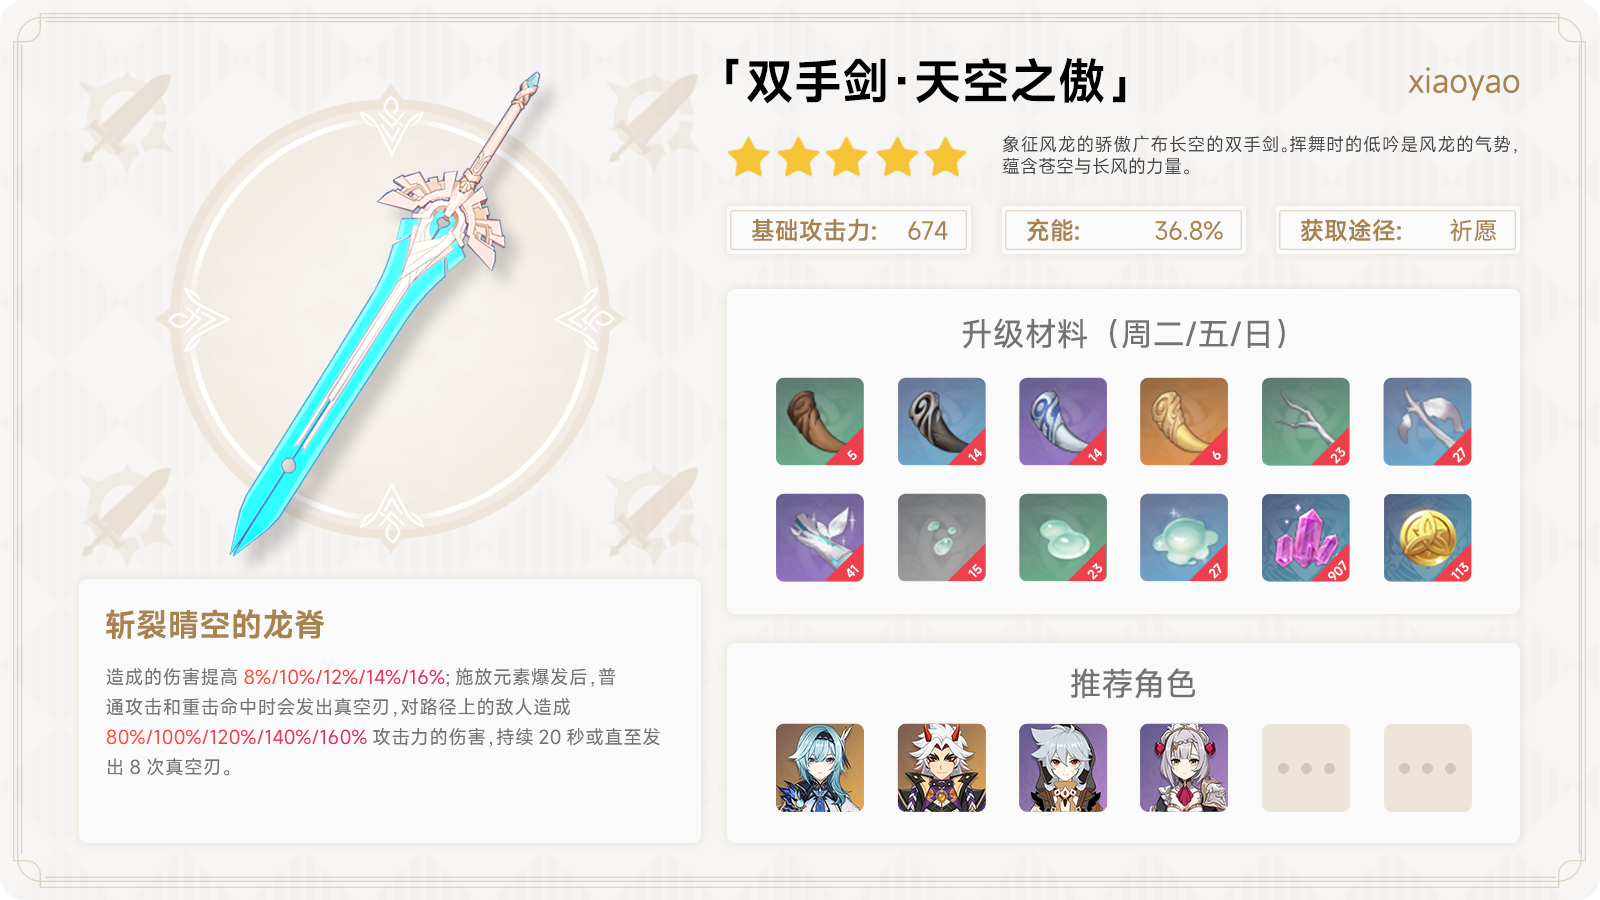 「双手剑·天空之傲」
xiaoyao
象征风龙的骄傲广布长空的双手剑。挥舞时的低吟是风龙的气势,
蕴含苍空与长风的力量。
基础攻击力: 674
充能: 36.8%
获取途径: 祈愿
升级材料（周二/五/日）
5 14 14 6 23 27
41 15 23 27 907 113
斩裂晴空的龙脊
造成的伤害提高 8%/10%/12%/14%/16%; 施放元素爆发后,普
通攻击和重击命中时会发出真空刃,对路径上的敌人造成
80%/100%/120%/140%/160% 攻击力的伤害,持续 20 秒或直至发
出 8 次真空刃。
推荐角色